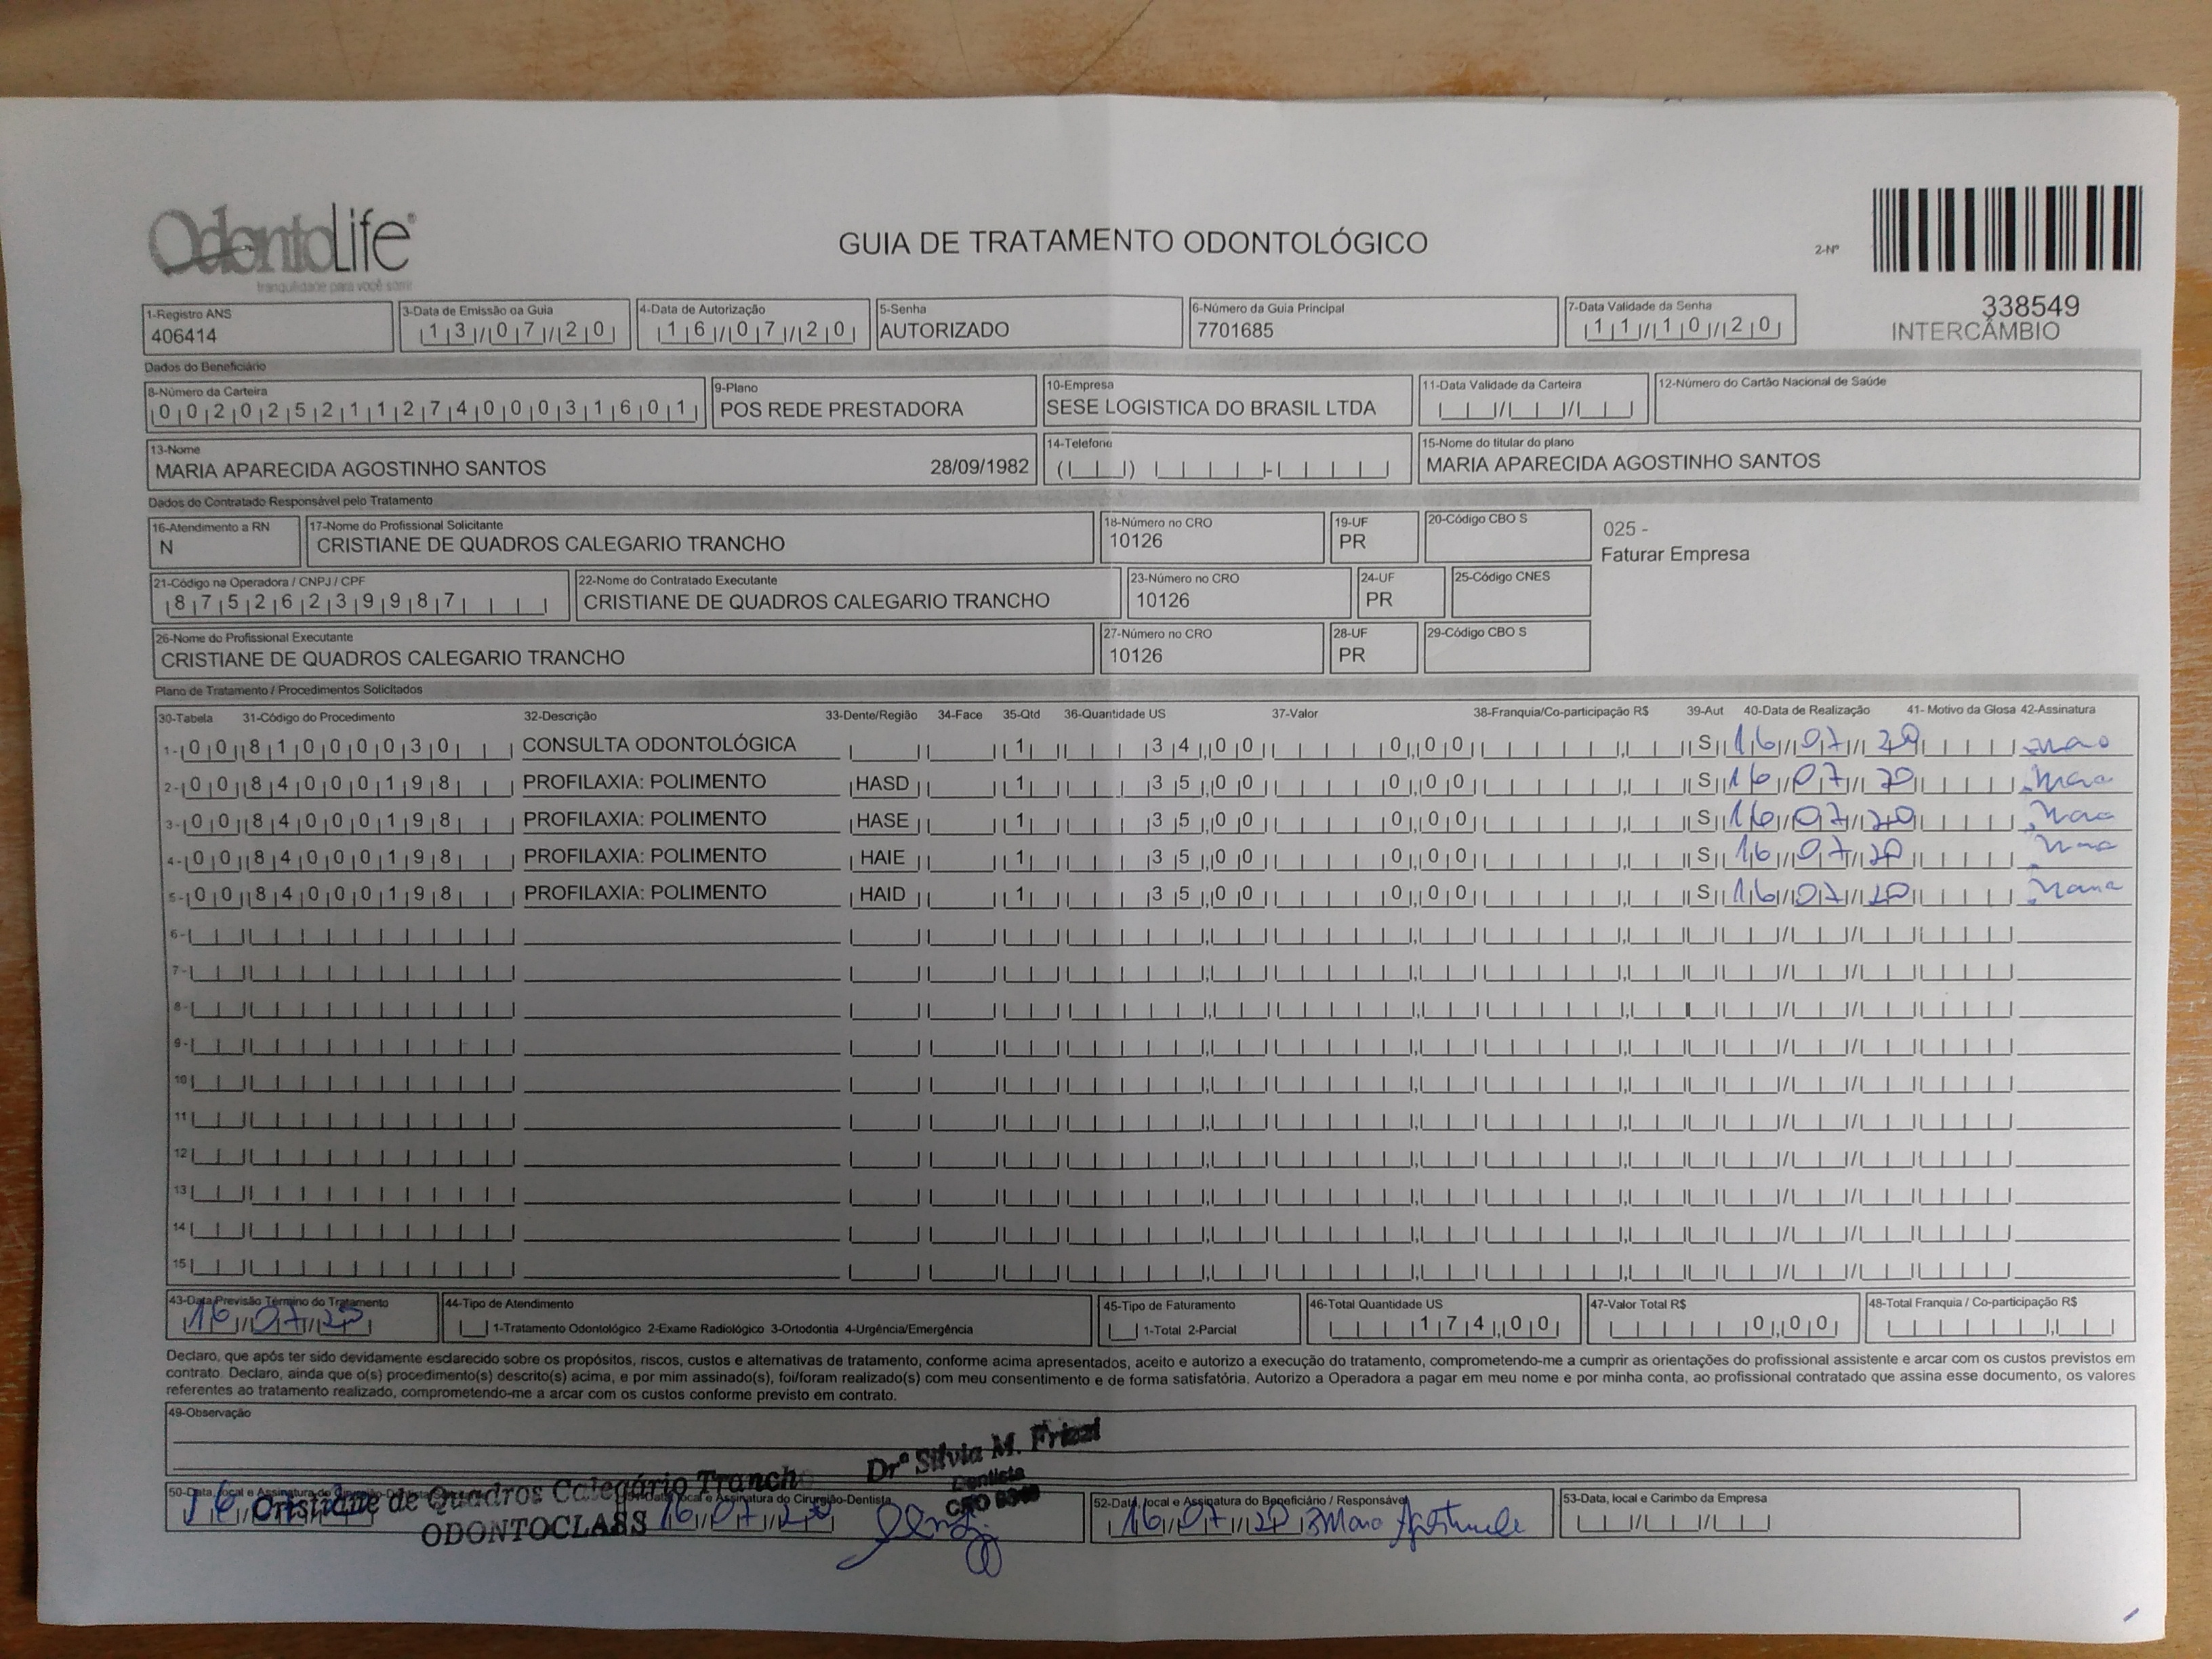 OdontoLife®
tranquilidade para você sorrir
GUIA DE TRATAMENTO ODONTOLÓGICO
2-Nº
338549
INTERCÂMBIO
1-Registro ANS
406414
3-Data de Emissão da Guia
13/07/20
4-Data de Autorização
16/07/20
5-Senha
AUTORIZADO
6-Número da Guia Principal
7701685
7-Data Validade da Senha
11/10/20
Dados do Beneficiário
8-Número da Carteira
00202521127400031601
9-Plano
POS REDE PRESTADORA
10-Empresa
SESE LOGISTICA DO BRASIL LTDA
11-Data Validade da Carteira
12-Número do Cartão Nacional de Saúde
13-Nome
MARIA APARECIDA AGOSTINHO SANTOS 28/09/1982
14-Telefone
15-Nome do titular do plano
MARIA APARECIDA AGOSTINHO SANTOS
Dados do Contratado Responsável pelo Tratamento
16-Atendimento a RN
N
17-Nome do Profissional Solicitante
CRISTIANE DE QUADROS CALEGARIO TRANCHO
18-Número no CRO
10126
19-UF
PR
20-Código CBO S
025 -
Faturar Empresa
21-Código na Operadora / CNPJ / CPF
87526239987
22-Nome do Contratado Executante
CRISTIANE DE QUADROS CALEGARIO TRANCHO
23-Número no CRO
10126
24-UF
PR
25-Código CNES
26-Nome do Profissional Executante
CRISTIANE DE QUADROS CALEGARIO TRANCHO
27-Número no CRO
10126
28-UF
PR
29-Código CBO S
Plano de Tratamento / Procedimentos Solicitados
30-Tabela 31-Código do Procedimento 32-Descrição 33-Dente/Região 34-Face 35-Qtd 36-Quantidade US 37-Valor 38-Franquia/Co-participação R$ 39-Aut 40-Data de Realização 41- Motivo da Glosa 42-Assinatura
1- 00 81000030 CONSULTA ODONTOLÓGICA 1 34,00 0,00 S 16/07/20
2- 00 84000198 PROFILAXIA: POLIMENTO HASD 1 35,00 0,00 S 16/07/20
3- 00 84000198 PROFILAXIA: POLIMENTO HASE 1 35,00 0,00 S 16/07/20
4- 00 84000198 PROFILAXIA: POLIMENTO HAIE 1 35,00 0,00 S 16/07/20
5- 00 84000198 PROFILAXIA: POLIMENTO HAID 1 35,00 0,00 S 16/07/20
6-
7-
8-
9-
10
11
12
13
14
15
43-Data Previsão Término do Tratamento
16/07/20
44-Tipo de Atendimento
1-Tratamento Odontológico 2-Exame Radiológico 3-Ortodontia 4-Urgência/Emergência
45-Tipo de Faturamento
1-Total 2-Parcial
46-Total Quantidade US
174,00
47-Valor Total R$
0,00
48-Total Franquia / Co-participação R$
Declaro, que após ter sido devidamente esclarecido sobre os propósitos, riscos, custos e alternativas de tratamento, conforme acima apresentados, aceito e autorizo a execução do tratamento, comprometendo-me a cumprir as orientações do profissional assistente e arcar com os custos previstos em
contrato. Declaro, ainda que o(s) procedimento(s) descrito(s) acima, e por mim assinado(s), foi/foram realizado(s) com meu consentimento e de forma satisfatória. Autorizo a Operadora a pagar em meu nome e por minha conta, ao profissional contratado que assina esse documento, os valores
referentes ao tratamento realizado, comprometendo-me a arcar com os custos conforme previsto em contrato.
49-Observação
Drª Silvia M. Frizzi
Dentista
CRO
Cristiane de Quadros Calegário Trancho
ODONTOCLASS
50-Data, local e Assinatura do Cirurgião-Dentista
16
51-Data, local e Assinatura do Cirurgião-Dentista
16/07/20
52-Data, local e Assinatura do Beneficiário / Responsável
16/07/20
53-Data, local e Carimbo da Empresa